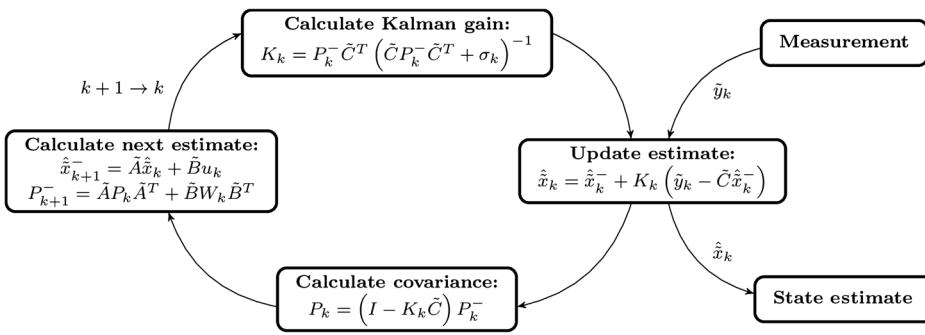 Calculate Kalman gain:
$K_k = P_k^- \tilde{C}^T \left( \tilde{C} P_k^- \tilde{C}^T + \sigma_k \right)^{-1}$
Measurement
$k + 1 \to k$
$\tilde{y}_k$
Calculate next estimate:
$\hat{\tilde{x}}_{k+1}^- = \tilde{A} \hat{\tilde{x}}_k + \tilde{B} u_k$
$P_{k+1}^- = \tilde{A} P_k \tilde{A}^T + \tilde{B} W_k \tilde{B}^T$
Update estimate:
$\hat{\tilde{x}}_k = \hat{\tilde{x}}_k^- + K_k \left( \tilde{y}_k - \tilde{C} \hat{\tilde{x}}_k^- \right)$
$\hat{\tilde{x}}_k$
Calculate covariance:
$P_k = \left( I - K_k \tilde{C} \right) P_k^-$
State estimate